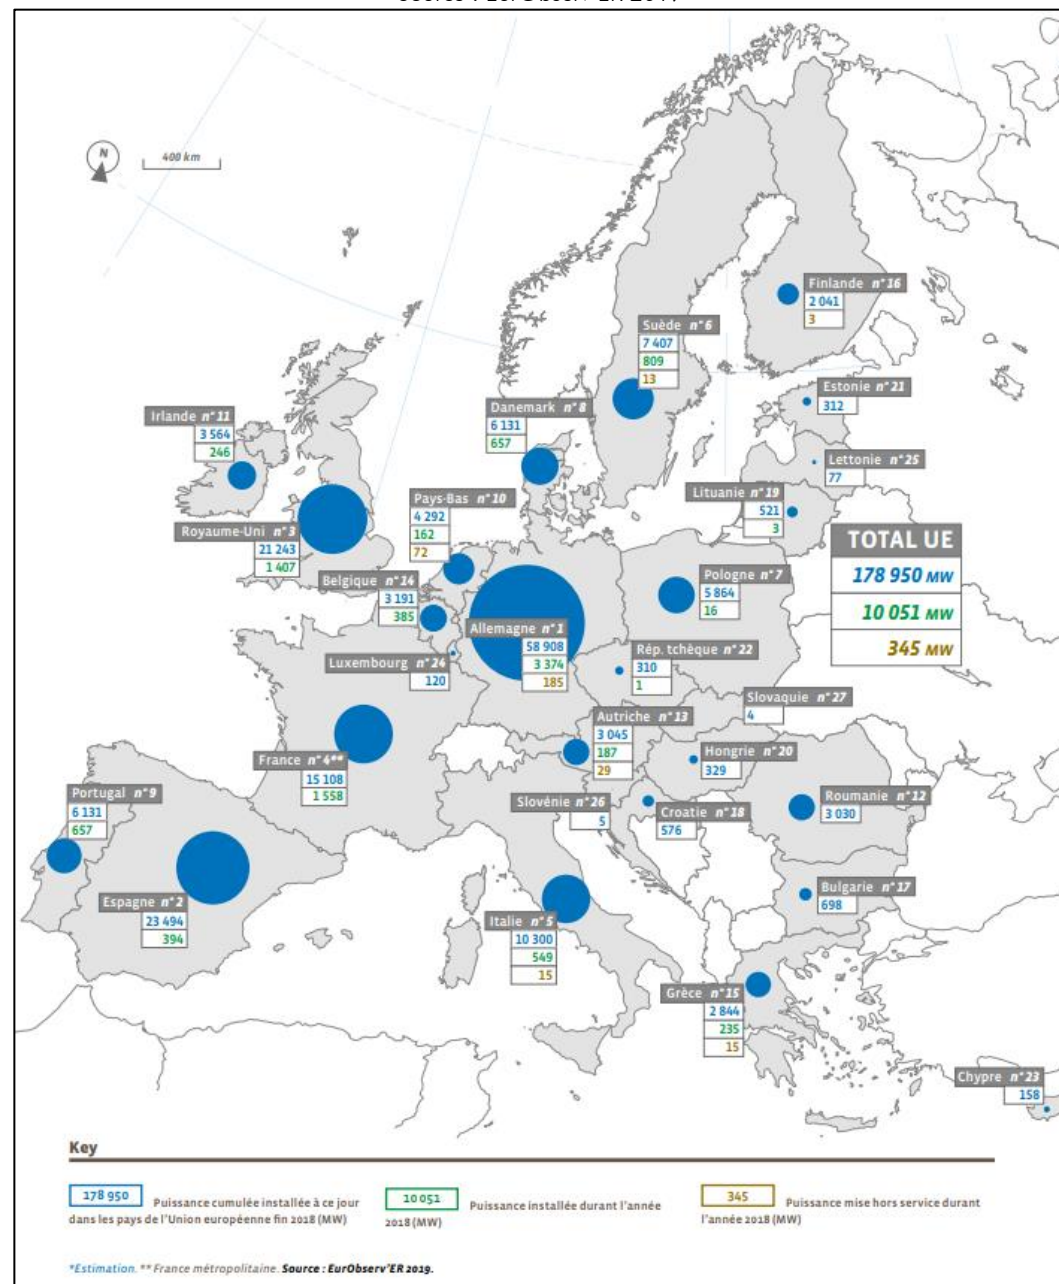 N
400 km
Finlande n°16
2 041
3
Suède n°6
7 407
809
13
Estonie n°21
312
Danemark n°8
6 131
657
Irlande n°11
3 564
246
Lettonie n°25
77
Lituanie n°19
521
3
Pays-Bas n°10
4 292
162
72
Royaume-Uni n°3
21 243
1 407
TOTAL UE
178 950 MW
10 051 MW
345 MW
Belgique n°14
3 191
385
Pologne n°7
5 864
16
Allemagne n°1
58 908
3 374
185
Luxembourg n°24
120
Rép. tchèque n°22
310
1
Slovaquie n°27
4
Autriche n°13
3 045
187
29
Hongrie n°20
329
France n°4**
15 108
1 558
Slovénie n°26
5
Croatie n°18
576
Roumanie n°12
3 030
Portugal n°9
6 131
657
Bulgarie n°17
698
Espagne n°2
23 494
394
Italie n°5
10 300
549
15
Grèce n°15
2 844
235
15
Chypre n°23
158
Key
178 950 Puissance cumulée installée à ce jour
dans les pays de l'Union européenne fin 2018 (MW)
10 051 Puissance installée durant l'année
2018 (MW)
345 Puissance mise hors service durant
l'année 2018 (MW)
*Estimation. ** France métropolitaine. Source : EurObserv'ER 2019.